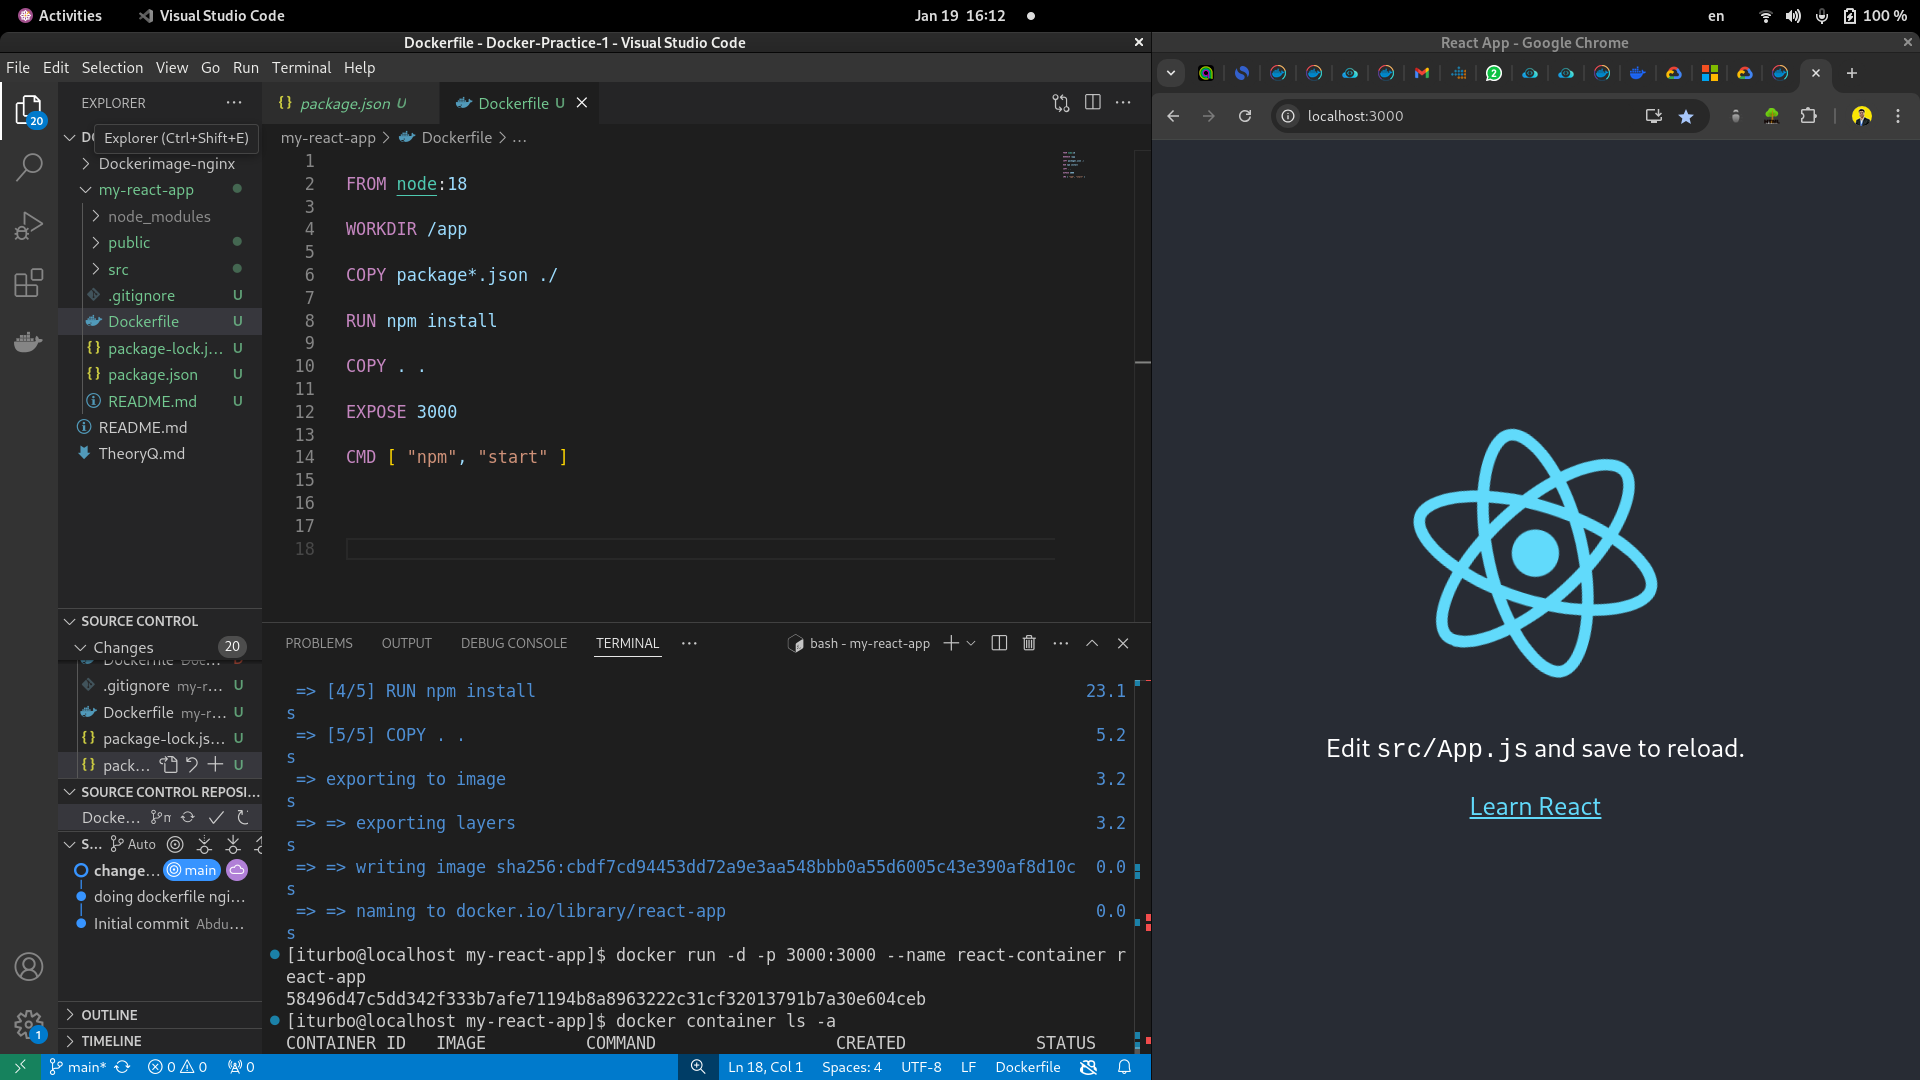 Activities
Visual Studio Code
Jan 19 16:12
en
100 %
Dockerfile - Docker-Practice-1 - Visual Studio Code
File Edit Selection View Go Run Terminal Help
20
EXPLORER
DO
Explorer (Ctrl+Shift+E)
Dockerimage-nginx
my-react-app
node_modules
public
src
.gitignore U
Dockerfile U
package-lock.j... U
package.json U
README.md U
README.md
TheoryQ.md
SOURCE CONTROL
Changes 20
Dockerfile Doc... D
.gitignore my-r... U
Dockerfile my-r... U
package-lock.js... U
pack... U
SOURCE CONTROL REPOSI...
Docke...
S... Auto
change... main
doing dockerfile ngi...
Initial commit Abdu...
OUTLINE
TIMELINE
1
package.json U
Dockerfile U
my-react-app > Dockerfile > ...
1
2 FROM node:18
3
4 WORKDIR /app
5
6 COPY package*.json ./
7
8 RUN npm install
9
10 COPY . .
11
12 EXPOSE 3000
13
14 CMD [ "npm", "start" ]
15
16
17
18
PROBLEMS OUTPUT DEBUG CONSOLE TERMINAL
bash - my-react-app
=> [4/5] RUN npm install 23.1
s
=> [5/5] COPY . . 5.2
s
=> exporting to image 3.2
s
=> => exporting layers 3.2
s
=> => writing image sha256:cbdf7cd94453dd72a9e3aa548bbb0a55d6005c43e390af8d10c 0.0
s
=> => naming to docker.io/library/react-app 0.0
s
[iturbo@localhost my-react-app]$ docker run -d -p 3000:3000 --name react-container r
eact-app
58496d47c5dd342f333b7afe71194b8a8963222c31cf32013791b7a30e604ceb
[iturbo@localhost my-react-app]$ docker container ls -a
CONTAINER ID IMAGE COMMAND CREATED STATUS
main* 0 0 0
Ln 18, Col 1 Spaces: 4 UTF-8 LF Dockerfile
React App - Google Chrome
2
localhost:3000
Edit src/App.js and save to reload.
Learn React